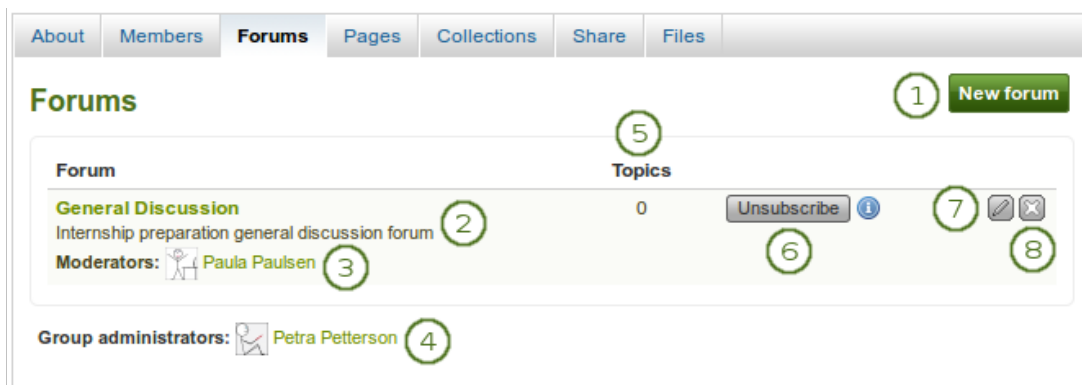 About Members Forums Pages Collections Share Files
Forums
1 New forum
5
Forum Topics
General Discussion 0 Unsubscribe i 7
Internship preparation general discussion forum 2
Moderators: Paula Paulsen 3 6 8
Group administrators: Petra Petterson 4